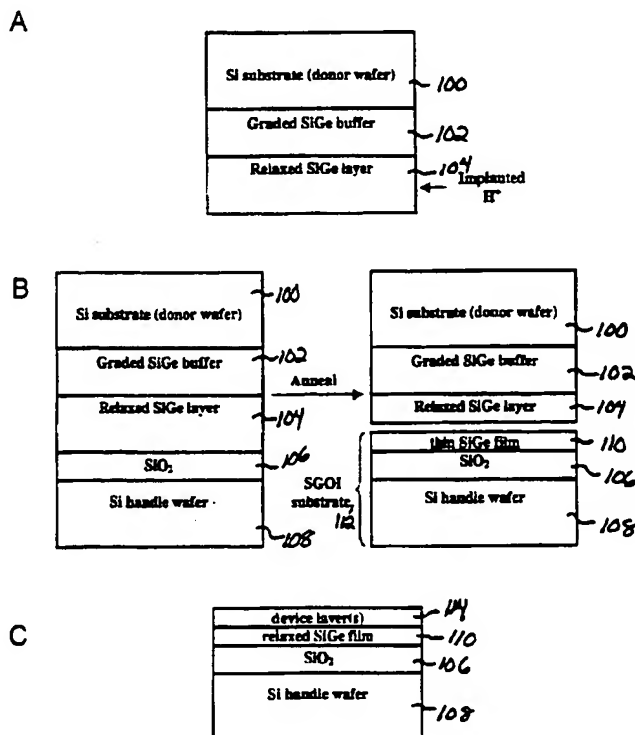 A
Si substrate (donor wafer)
100
Graded SiGe buffer
102
Relaxed SiGe layer
104
Implanted
H+
B
Si substrate (donor wafer)
100
Graded SiGe buffer
102
Relaxed SiGe layer
104
SiO2
106
Si handle wafer
108
Anneal
Si substrate (donor wafer)
100
Graded SiGe buffer
102
Relaxed SiGe layer
104
thin SiGe film
110
SiO2
106
SGOI
substrate,
112
Si handle wafer
108
C
device layer(s)
114
relaxed SiGe film
110
SiO2
106
Si handle wafer
108